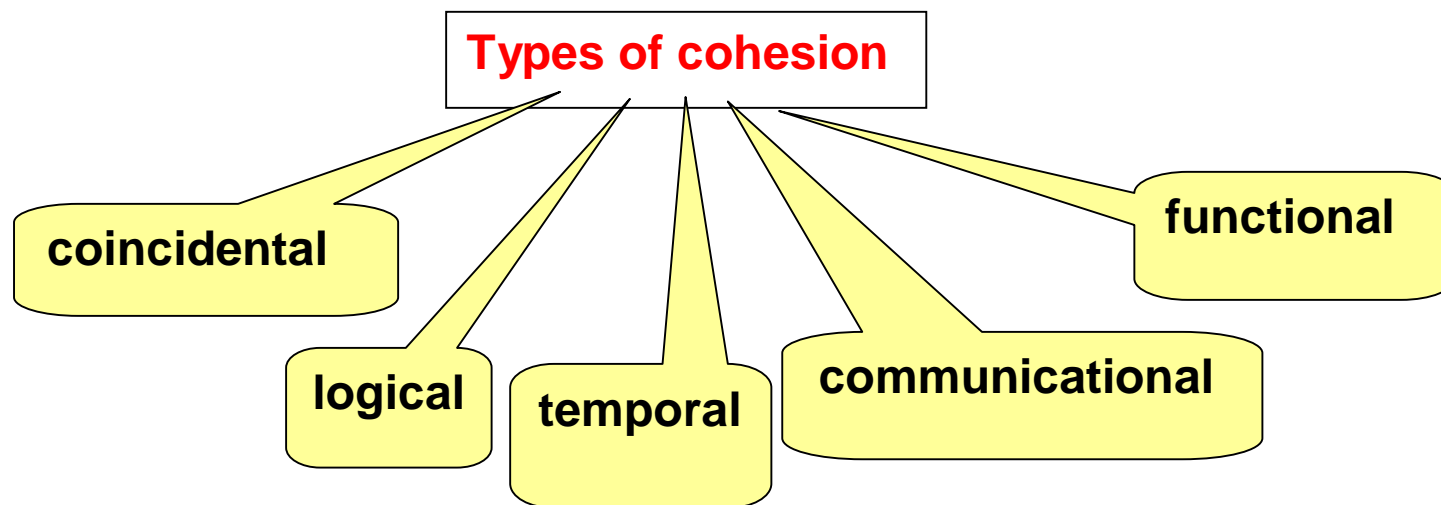 Types of cohesion
coincidental
logical
temporal
communicational
functional